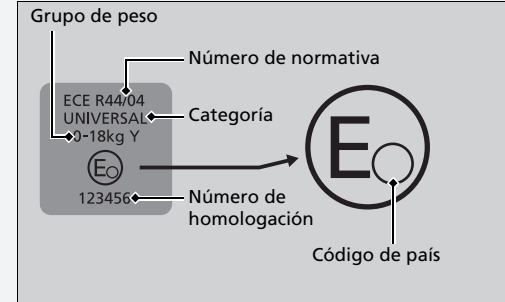 Grupo de peso
Número de normativa
ECE R44/04
UNIVERSAL
Categoría
0-18kg Y
E
E
123456
Número de
homologación
Código de país